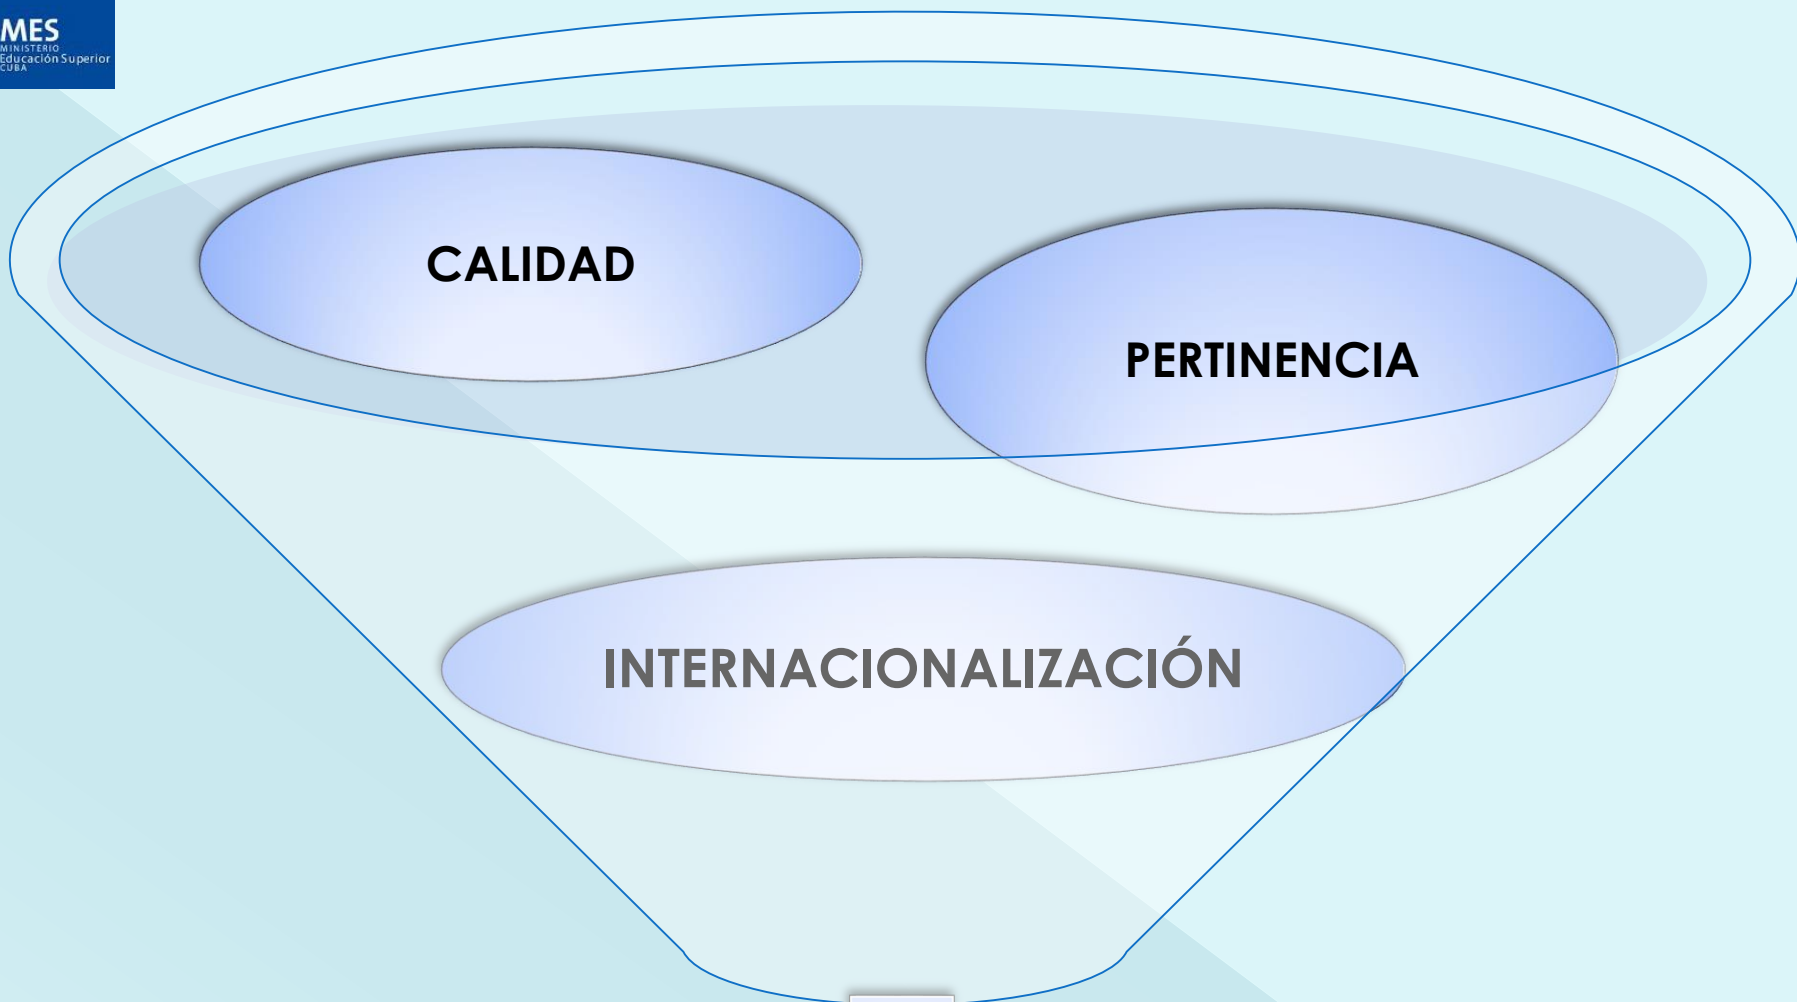 MES
MINISTERIO
Educación Superior
CUBA
CALIDAD
PERTINENCIA
INTERNACIONALIZACIÓN